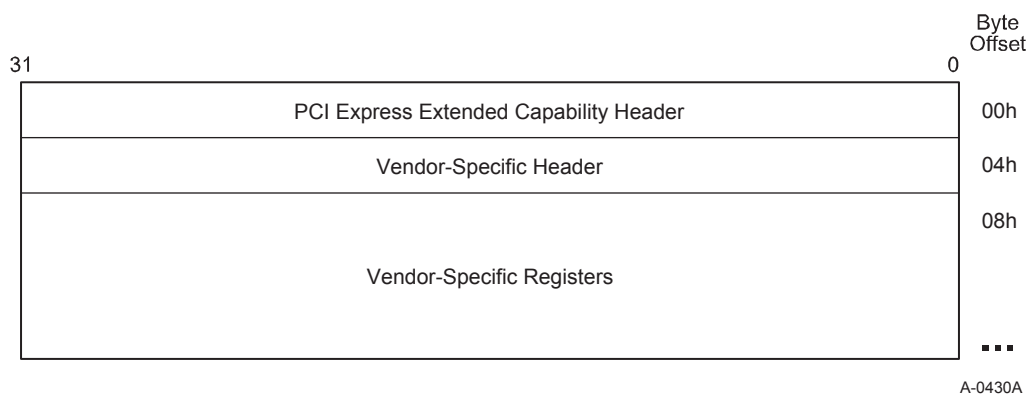 Byte
Offset
31 0
PCI Express Extended Capability Header 00h
Vendor-Specific Header 04h
08h
Vendor-Specific Registers
...
A-0430A